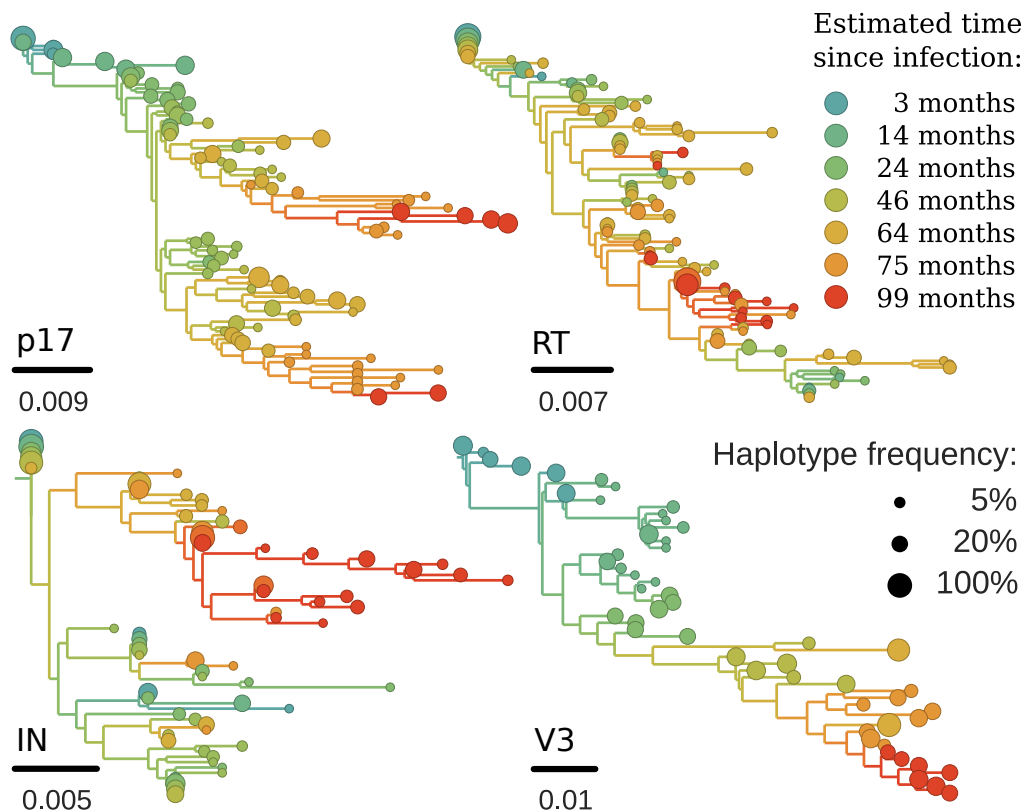 Estimated time
since infection:
3 months
14 months
24 months
46 months
64 months
75 months
99 months
p17
0.009
RT
0.007
Haplotype frequency:
5%
20%
100%
IN
0.005
V3
0.01